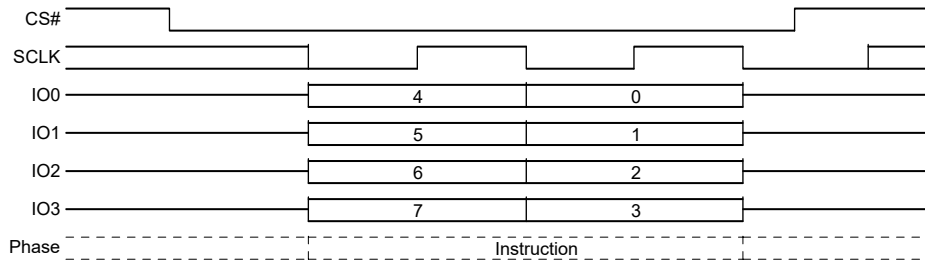 CS#
SCLK
IO0 4 0
IO1 5 1
IO2 6 2
IO3 7 3
Phase Instruction